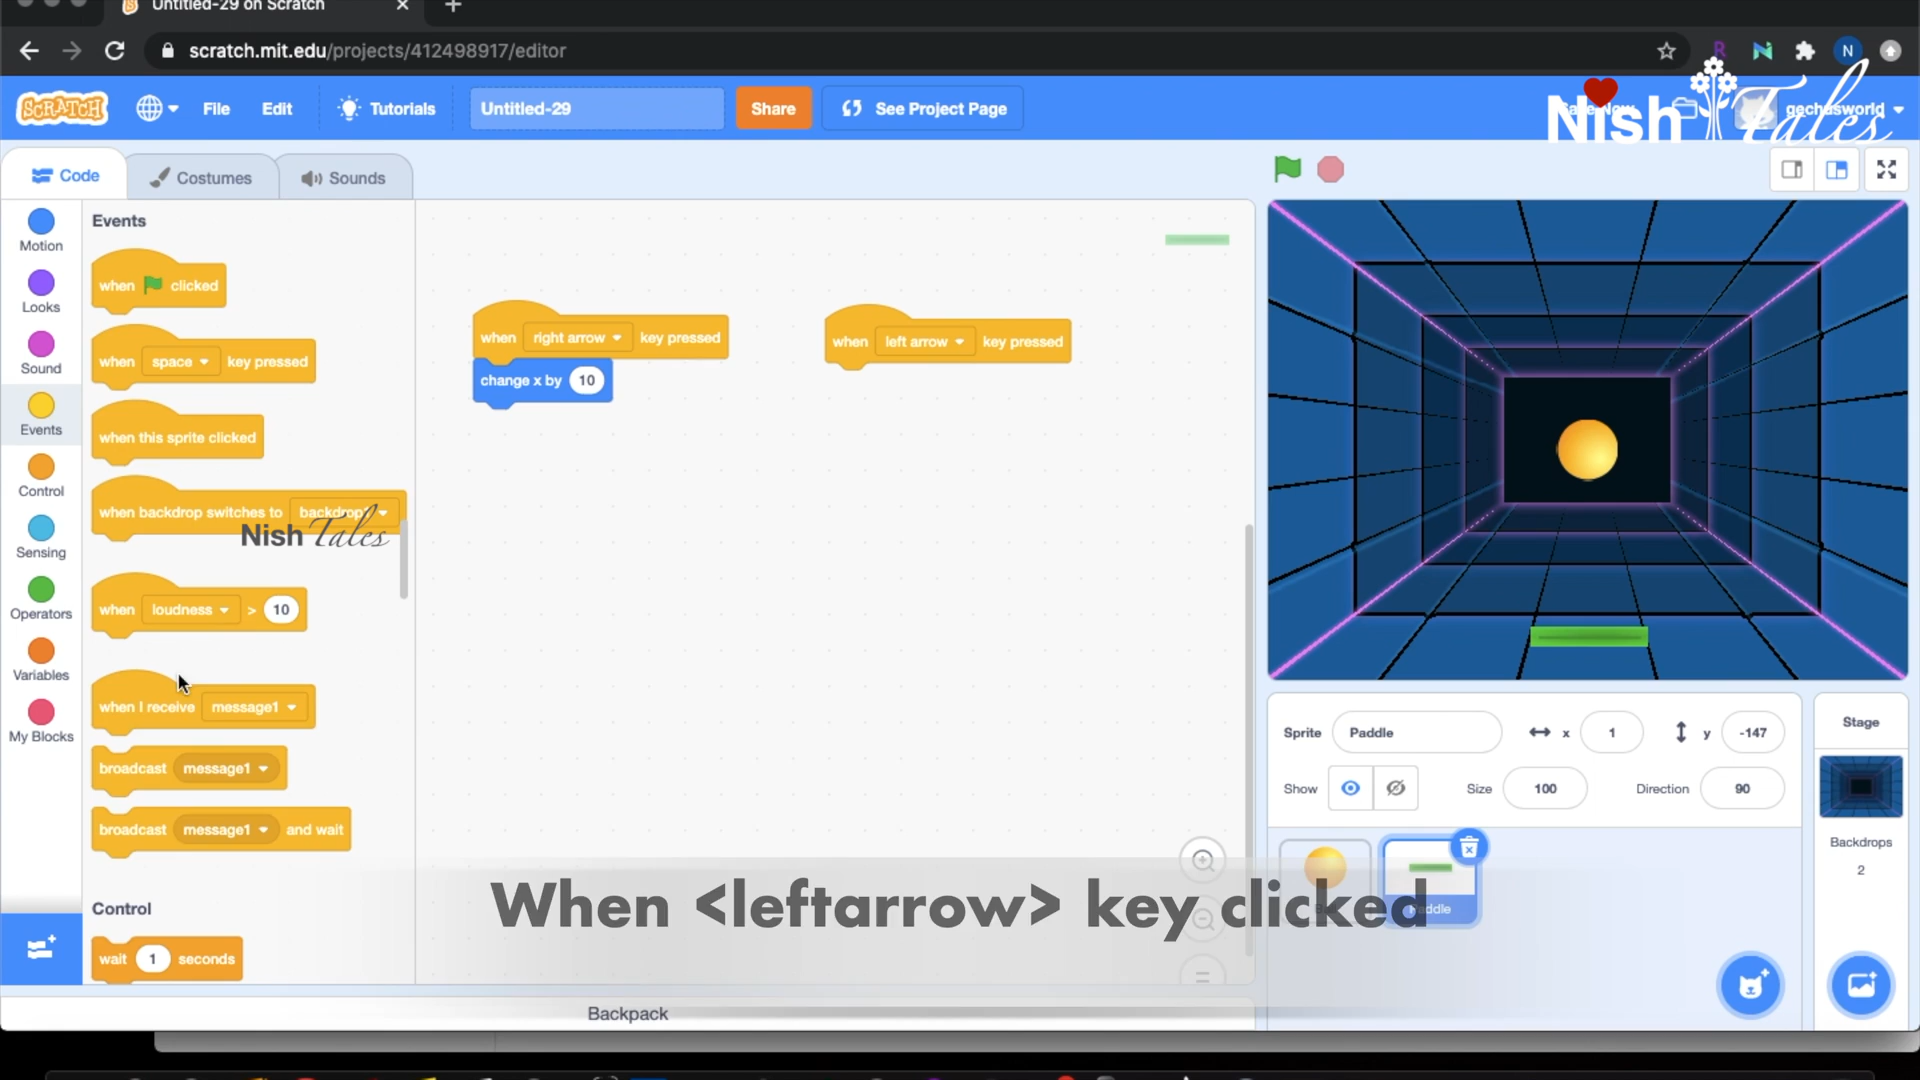 Untitled-29 on Scratch
scratch.mit.edu/projects/412498917/editor
N
SCRATCH
File
Edit
Tutorials
Untitled-29
Share
See Project Page
gechusworld
Nish Tales
Code
Costumes
Sounds
Motion
Looks
Sound
Events
Control
Sensing
Operators
Variables
My Blocks
Events
when clicked
when space key pressed
when this sprite clicked
when backdrop switches to
Nish Tales
when loudness > 10
when I receive message1
broadcast message1
broadcast message1 and wait
Control
wait 1 seconds
when right arrow key pressed
change x by 10
when left arrow key pressed
Sprite Paddle x 1 y -147
Show Size 100 Direction 90
Paddle
Stage
Backdrops
2
When <leftarrow> key clicked
Backpack